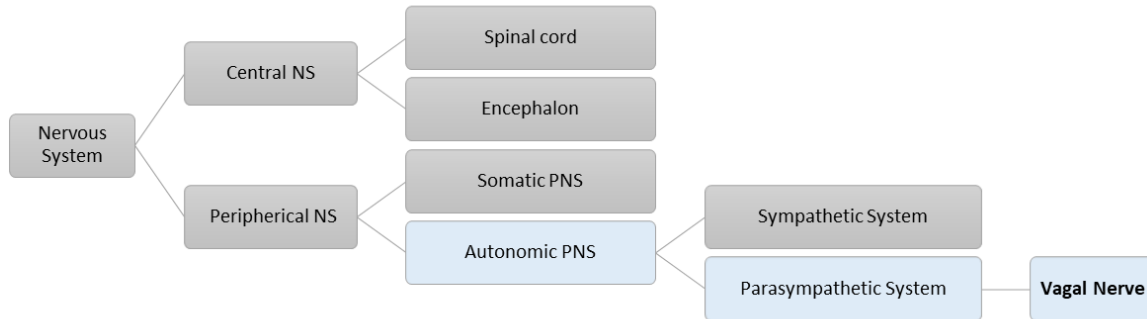 Spinal cord
Central NS
Encephalon
Nervous
System
Somatic PNS
Peripherical NS
Sympathetic System
Autonomic PNS
Parasympathetic System
Vagal Nerve